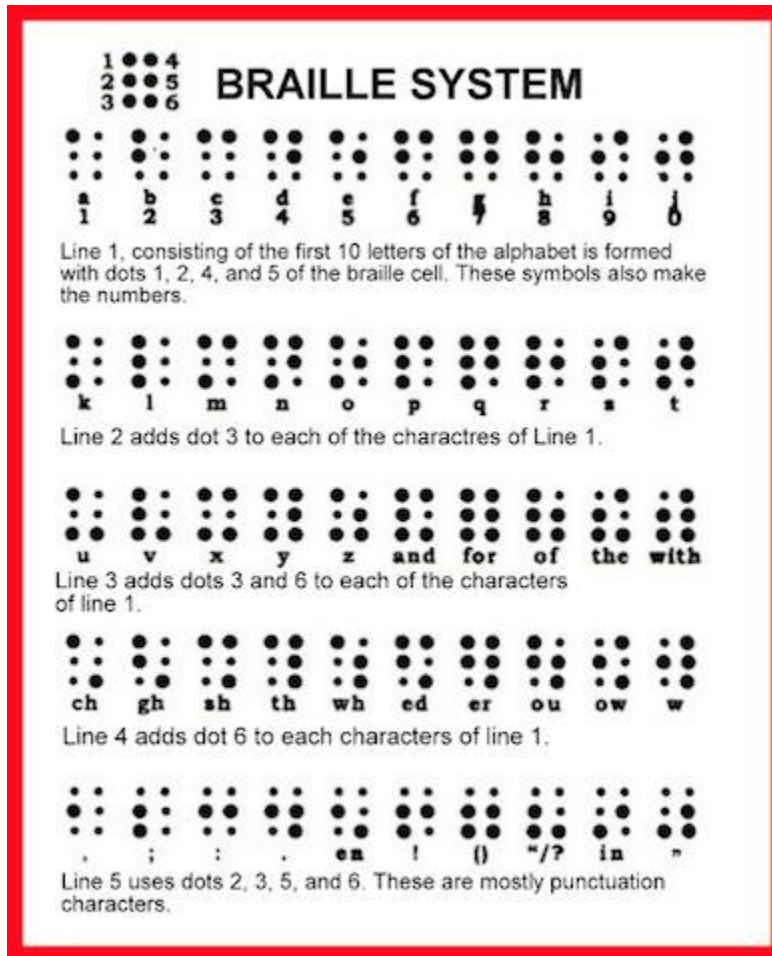 1 4
2 5
3 6
BRAILLE SYSTEM
a b c d e f g h i j
1 2 3 4 5 6 7 8 9 0
Line 1, consisting of the first 10 letters of the alphabet is formed
with dots 1, 2, 4, and 5 of the braille cell. These symbols also make
the numbers.
k l m n o p q r s t
Line 2 adds dot 3 to each of the charactres of Line 1.
u v x y z and for of the with
Line 3 adds dots 3 and 6 to each of the characters
of line 1.
ch gh sh th wh ed er ou ow w
Line 4 adds dot 6 to each characters of line 1.
, ; : . en ! () "/? in "
Line 5 uses dots 2, 3, 5, and 6. These are mostly punctuation
characters.